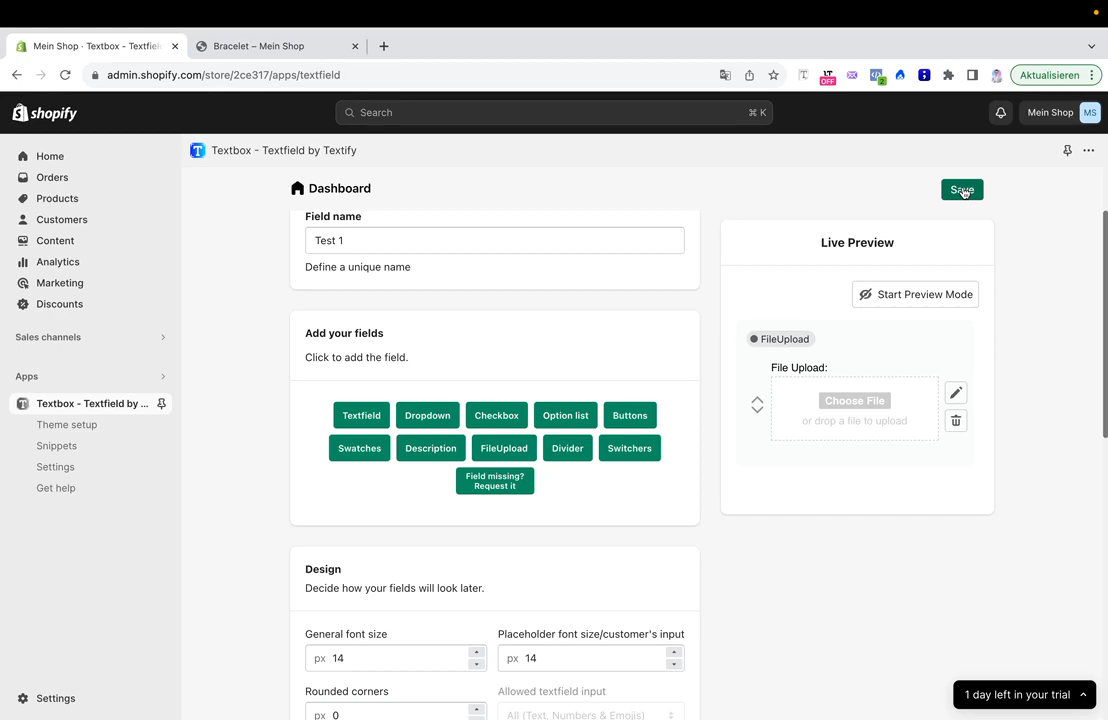 Mein Shop · Textbox - Textfiel
Bracelet – Mein Shop
admin.shopify.com/store/2ce317/apps/textfield
OFF
2
Aktualisieren
shopify
Search
⌘ K
Mein Shop
MS
Home
Orders
Products
Customers
Content
Analytics
Marketing
Discounts
Sales channels
Apps
Textbox - Textfield by ...
Theme setup
Snippets
Settings
Get help
Settings
Textbox - Textfield by Textify
Dashboard
Save
Field name
Test 1
Define a unique name
Add your fields
Click to add the field.
Textfield
Dropdown
Checkbox
Option list
Buttons
Swatches
Description
FileUpload
Divider
Switchers
Field missing?
Request it
Design
Decide how your fields will look later.
General font size
Placeholder font size/customer's input
px 14
px 14
Rounded corners
Allowed textfield input
px 0
All (Text, Numbers & Emojis)
Live Preview
Start Preview Mode
FileUpload
File Upload:
Choose File
or drop a file to upload
1 day left in your trial